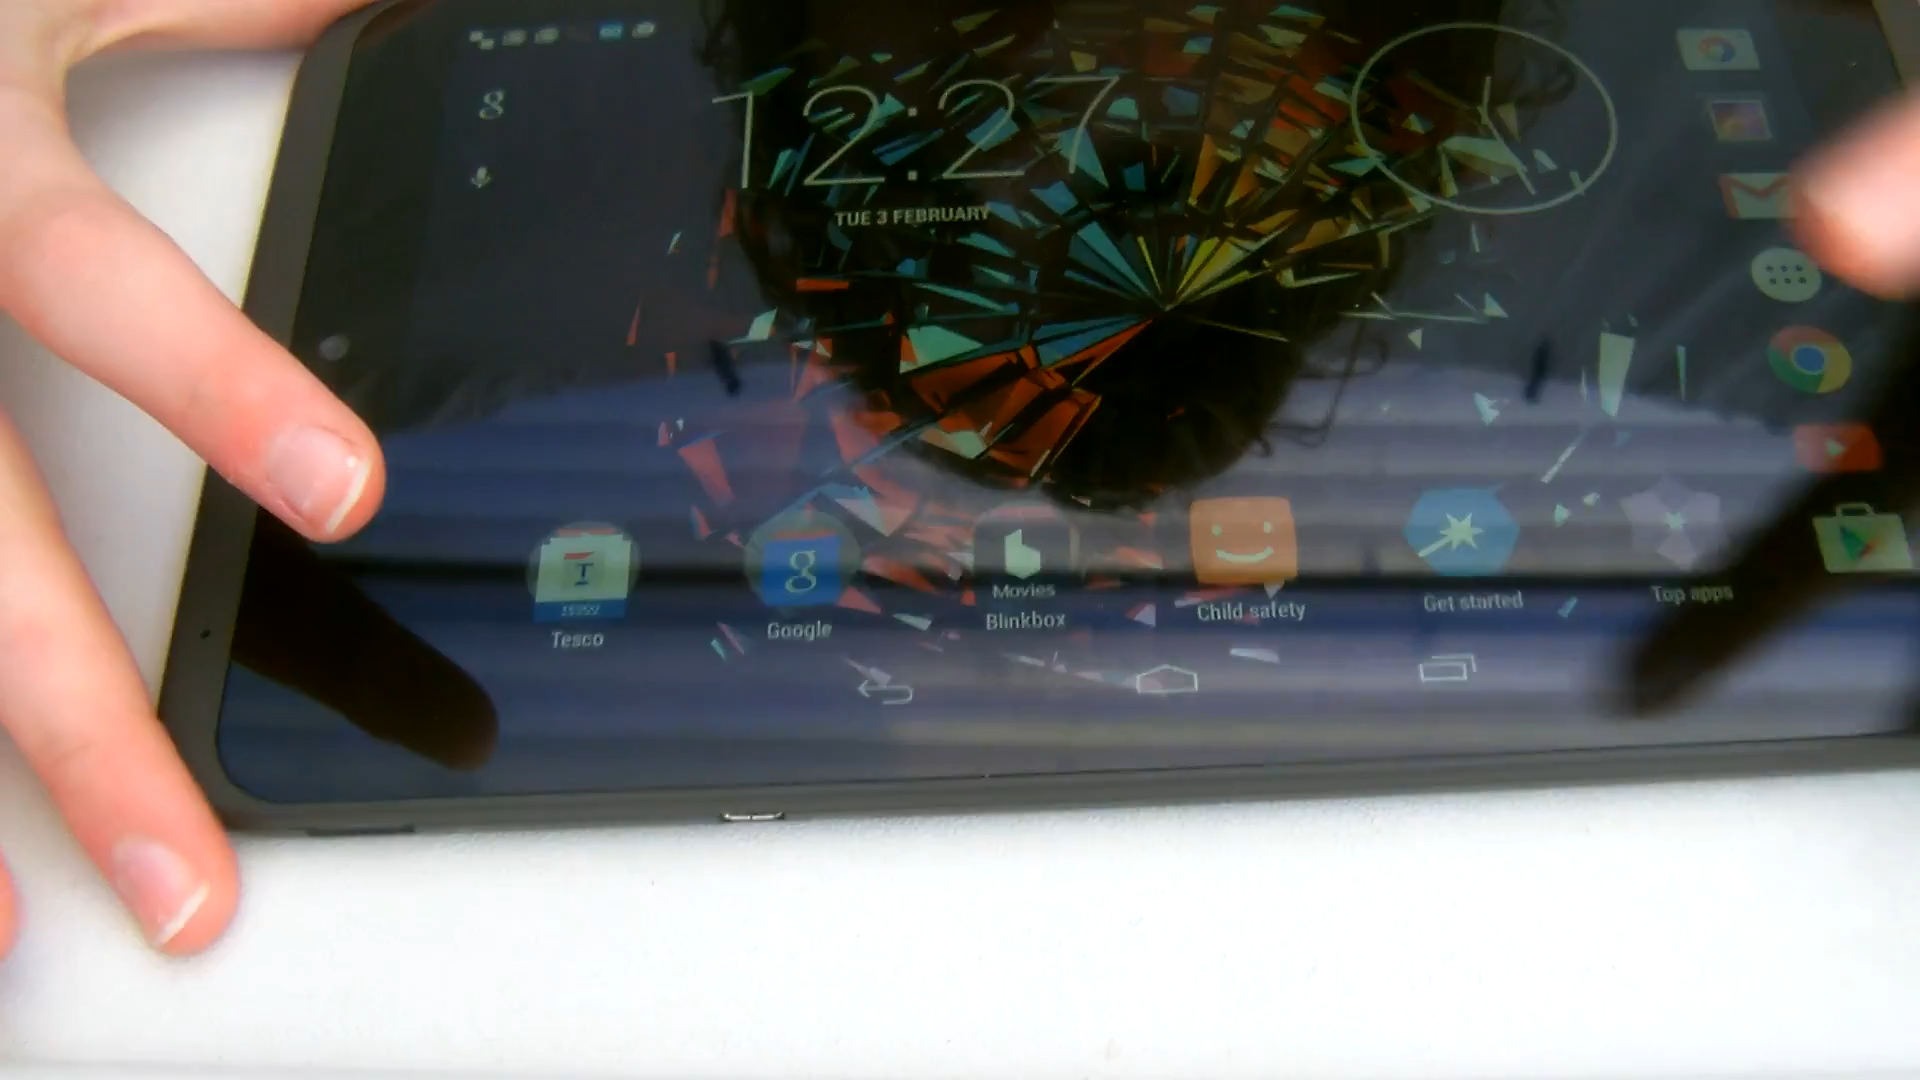 g
12:27
TUE 3 FEBRUARY
T
Tesco
g
Google
Movies
Blinkbox
Child safety
Get started
Top apps